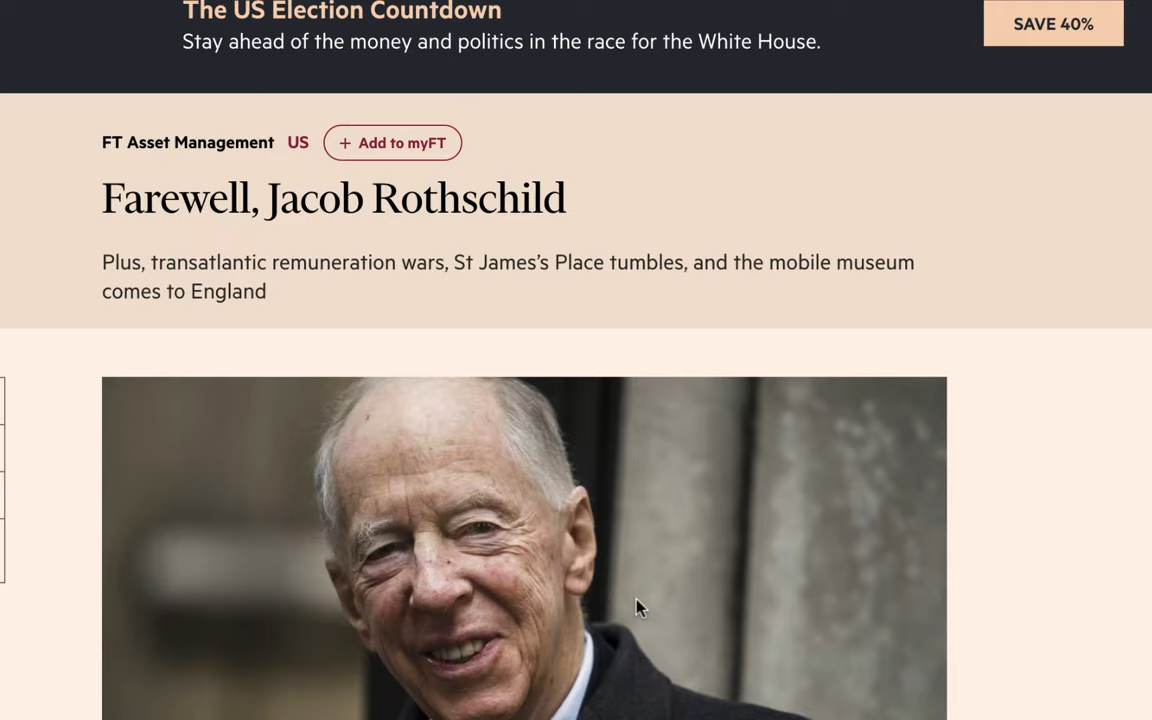 The US Election Countdown
Stay ahead of the money and politics in the race for the White House.
SAVE 40%
FT Asset Management US + Add to myFT
Farewell, Jacob Rothschild
Plus, transatlantic remuneration wars, St James’s Place tumbles, and the mobile museum
comes to England